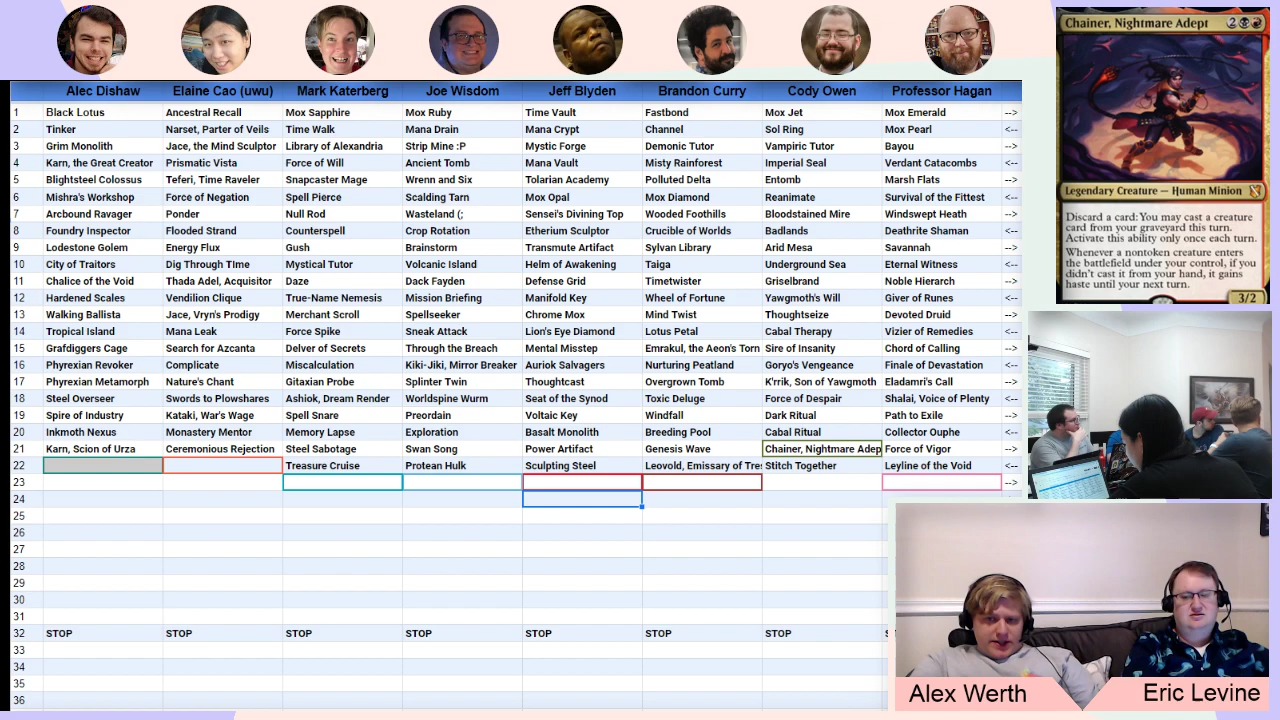 Alec Dishaw Elaine Cao (uwu) Mark Katerberg Joe Wisdom Jeff Blyden Brandon Curry Cody Owen Professor Hagan
1 Black Lotus Ancestral Recall Mox Sapphire Mox Ruby Time Vault Fastbond Mox Jet Mox Emerald -->
2 Tinker Narset, Parter of Veils Time Walk Mana Drain Mana Crypt Channel Sol Ring Mox Pearl <--
3 Grim Monolith Jace, the Mind Sculptor Library of Alexandria Strip Mine :P Mystic Forge Demonic Tutor Vampiric Tutor Bayou -->
4 Karn, the Great Creator Prismatic Vista Force of Will Ancient Tomb Mana Vault Misty Rainforest Imperial Seal Verdant Catacombs <--
5 Blightsteel Colossus Teferi, Time Raveler Snapcaster Mage Wrenn and Six Tolarian Academy Polluted Delta Entomb Marsh Flats -->
6 Mishra's Workshop Force of Negation Spell Pierce Scalding Tarn Mox Opal Mox Diamond Reanimate Survival of the Fittest <--
7 Arcbound Ravager Ponder Null Rod Wasteland (; Sensei's Divining Top Wooded Foothills Bloodstained Mire Windswept Heath -->
8 Foundry Inspector Flooded Strand Counterspell Crop Rotation Etherium Sculptor Crucible of Worlds Badlands Deathrite Shaman <--
9 Lodestone Golem Energy Flux Gush Brainstorm Transmute Artifact Sylvan Library Arid Mesa Savannah -->
10 City of Traitors Dig Through TIme Mystical Tutor Volcanic Island Helm of Awakening Taiga Underground Sea Eternal Witness <--
11 Chalice of the Void Thada Adel, Acquisitor Daze Dack Fayden Defense Grid Timetwister Griselbrand Noble Hierarch -->
12 Hardened Scales Vendilion Clique True-Name Nemesis Mission Briefing Manifold Key Wheel of Fortune Yawgmoth's Will Giver of Runes <--
13 Walking Ballista Jace, Vryn's Prodigy Merchant Scroll Spellseeker Chrome Mox Mind Twist Thoughtseize Devoted Druid -->
14 Tropical Island Mana Leak Force Spike Sneak Attack Lion's Eye Diamond Lotus Petal Cabal Therapy Vizier of Remedies <--
15 Grafdiggers Cage Search for Azcanta Delver of Secrets Through the Breach Mental Misstep Emrakul, the Aeon's Torn Sire of Insanity Chord of Calling -->
16 Phyrexian Revoker Complicate Miscalculation Kiki-Jiki, Mirror Breaker Auriok Salvagers Nurturing Peatland Goryo's Vengeance Finale of Devastation <--
17 Phyrexian Metamorph Nature's Chant Gitaxian Probe Splinter Twin Thoughtcast Overgrown Tomb K'rrik, Son of Yawgmoth Eladamri's Call -->
18 Steel Overseer Swords to Plowshares Ashiok, Dream Render Worldspine Wurm Seat of the Synod Toxic Deluge Force of Despair Shalai, Voice of Plenty <--
19 Spire of Industry Kataki, War's Wage Spell Snare Preordain Voltaic Key Windfall Dark Ritual Path to Exile -->
20 Inkmoth Nexus Monastery Mentor Memory Lapse Exploration Basalt Monolith Breeding Pool Cabal Ritual Collector Ouphe <--
21 Karn, Scion of Urza Ceremonious Rejection Steel Sabotage Swan Song Power Artifact Genesis Wave Chainer, Nightmare Adep Force of Vigor -->
22 Treasure Cruise Protean Hulk Sculpting Steel Leovold, Emissary of Tres Stitch Together Leyline of the Void <--
23 -->
24
25
26
27
28
29
30
31
32 STOP STOP STOP STOP STOP STOP STOP
33
34
35
36
Chainer, Nightmare Adept 2
Legendary Creature — Human Minion
Discard a card: You may cast a creature
card from your graveyard this turn.
Activate this ability only once each turn.
Whenever a nontoken creature enters
the battlefield under your control, if you
didn't cast it from your hand, it gains
haste until your next turn.
3/2
Alex Werth
Eric Levine